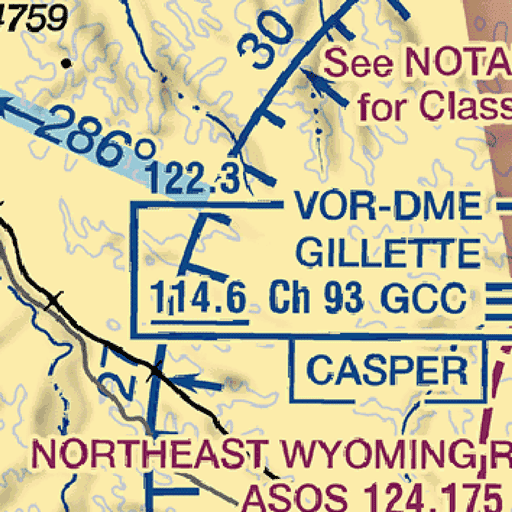 4759
30
See NOTA
for Class
286°
122.3
VOR-DME
GILLETTE
114.6 Ch 93 GCC
27
CASPER
NORTHEAST WYOMING R
ASOS 124.175